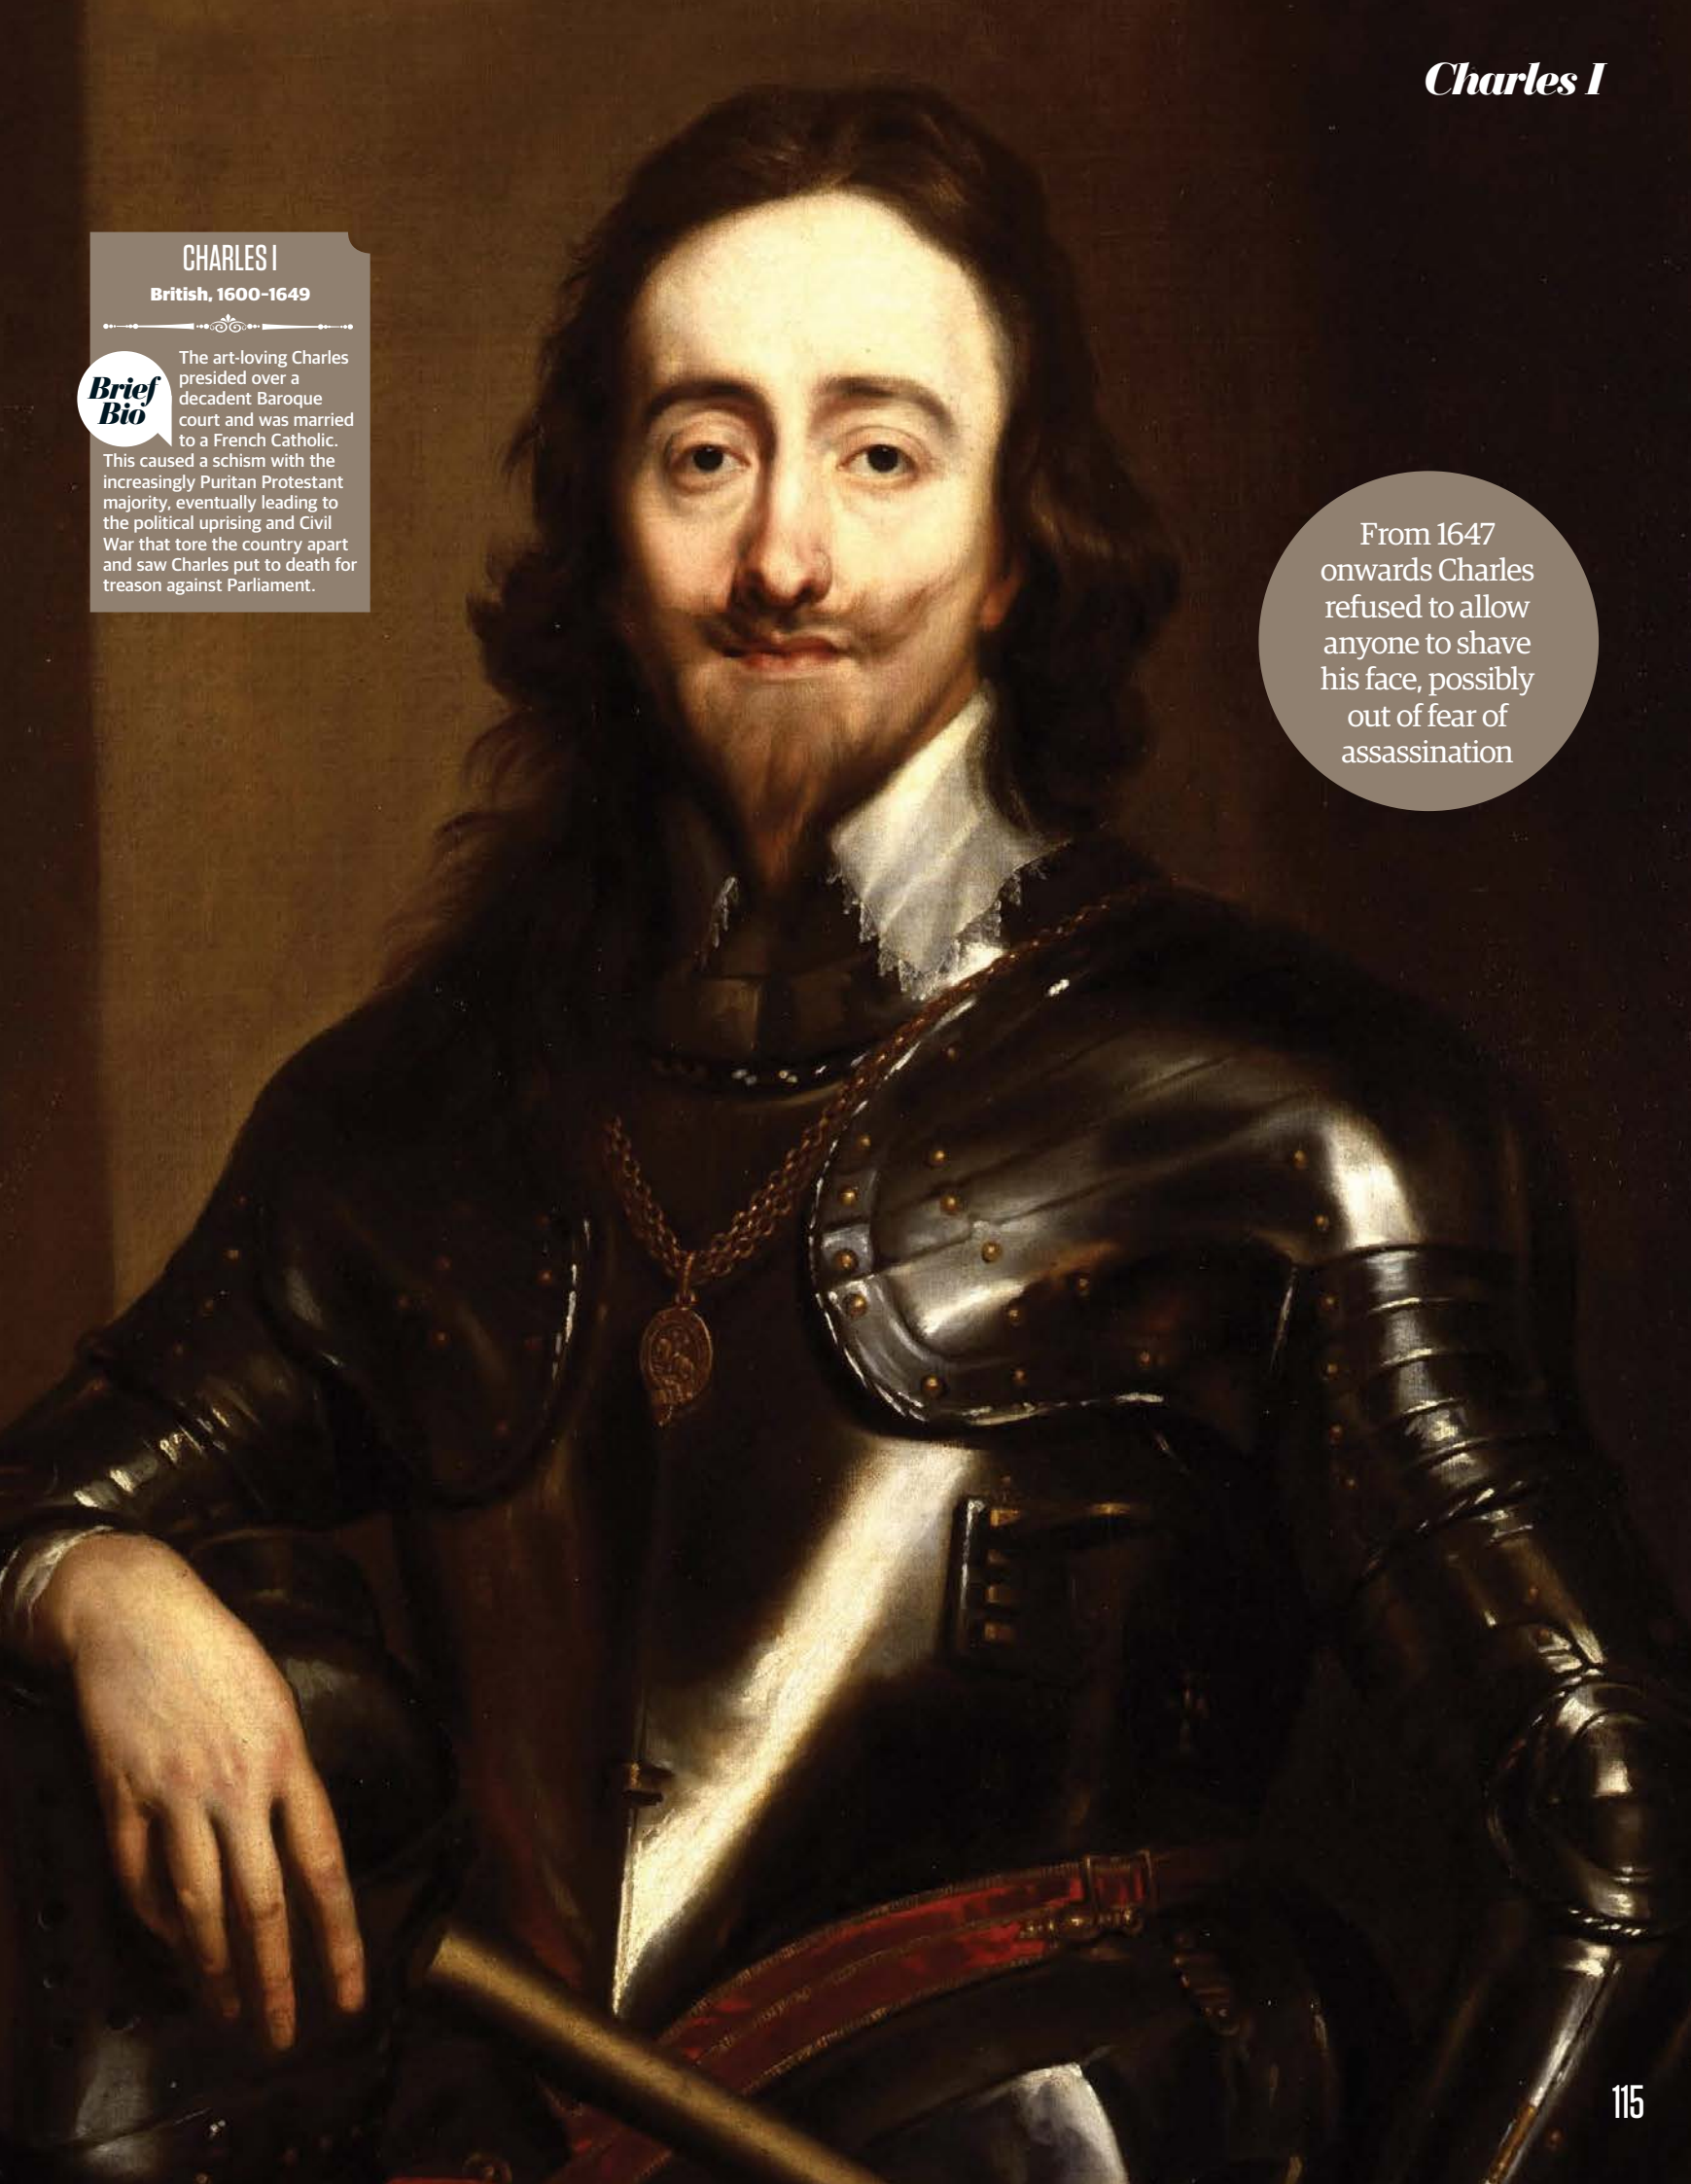 Charles I
CHARLES I
British, 1600–1649
Brief
Bio
The art-loving Charles
presided over a
decadent Baroque
court and was married
to a French Catholic.
This caused a schism with the
increasingly Puritan Protestant
majority, eventually leading to
the political uprising and Civil
War that tore the country apart
and saw Charles put to death for
treason against Parliament.
From 1647
onwards Charles
refused to allow
anyone to shave
his face, possibly
out of fear of
assassination
115